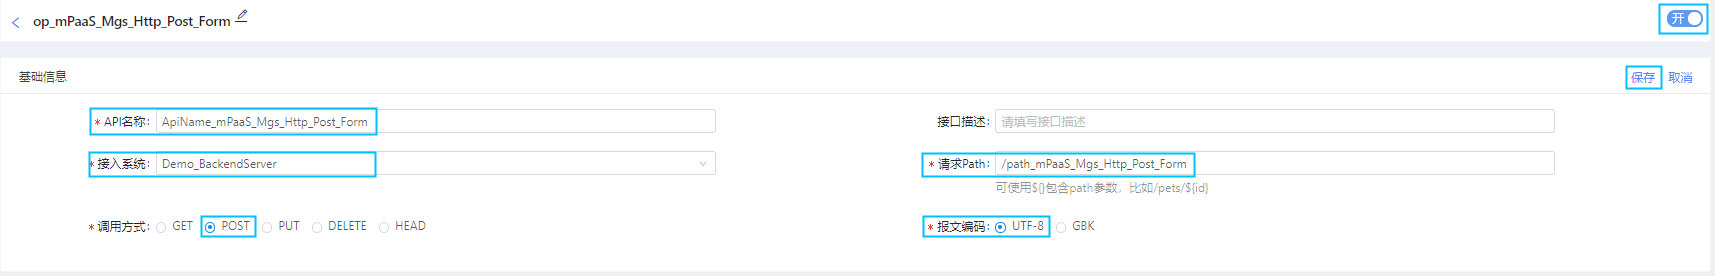 op_mPaaS_Mgs_Http_Post_Form 开
基础信息 保存 取消
* API名称: ApiName_mPaaS_Mgs_Http_Post_Form 接口描述: 请填写接口描述
* 接入系统: Demo_BackendServer * 请求Path: /path_mPaaS_Mgs_Http_Post_Form
可使用${}包含path参数，比如/pets/${id}
* 调用方式: GET POST PUT DELETE HEAD * 报文编码: UTF-8 GBK